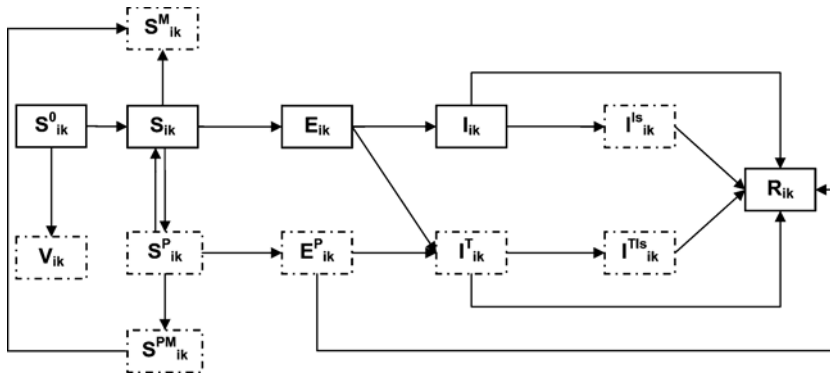 S^M_ik
S^0_ik
S_ik
E_ik
I_ik
I^Is_ik
R_ik
V_ik
S^P_ik
E^P_ik
I^T_ik
I^TIs_ik
S^PM_ik